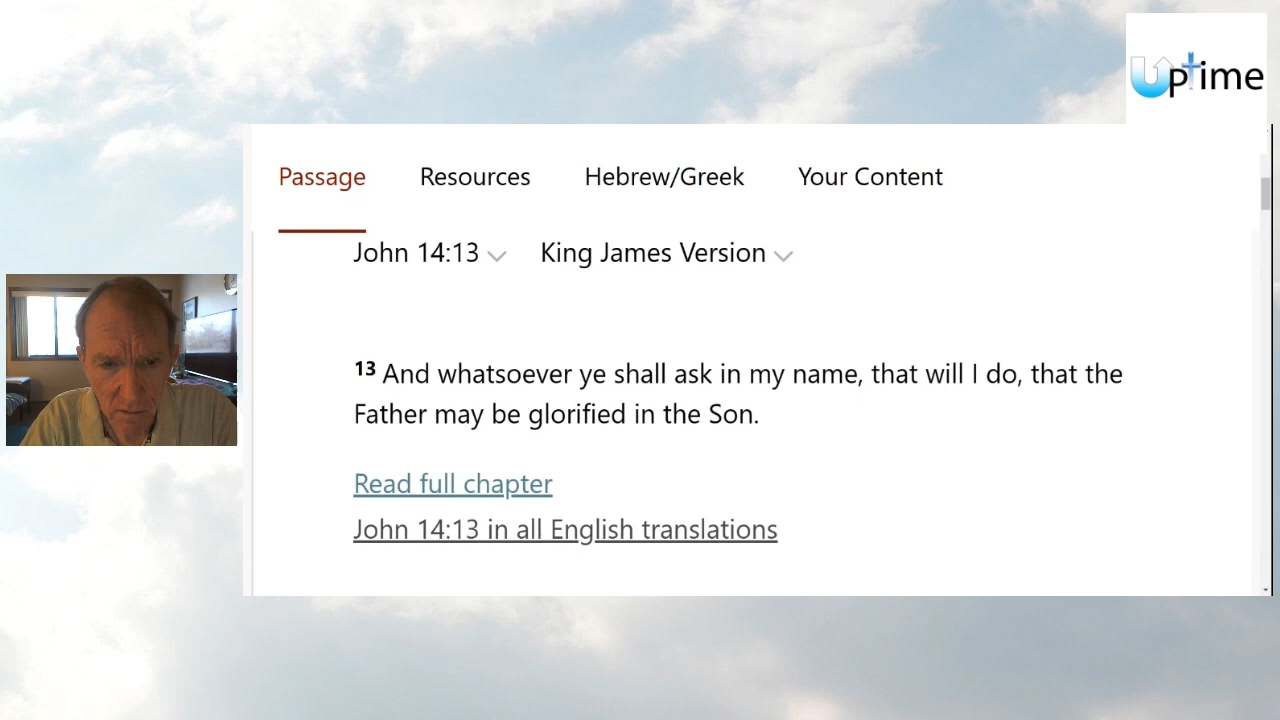 Uptime
Passage Resources Hebrew/Greek Your Content
John 14:13 King James Version
13 And whatsoever ye shall ask in my name, that will I do, that the
Father may be glorified in the Son.
Read full chapter
John 14:13 in all English translations